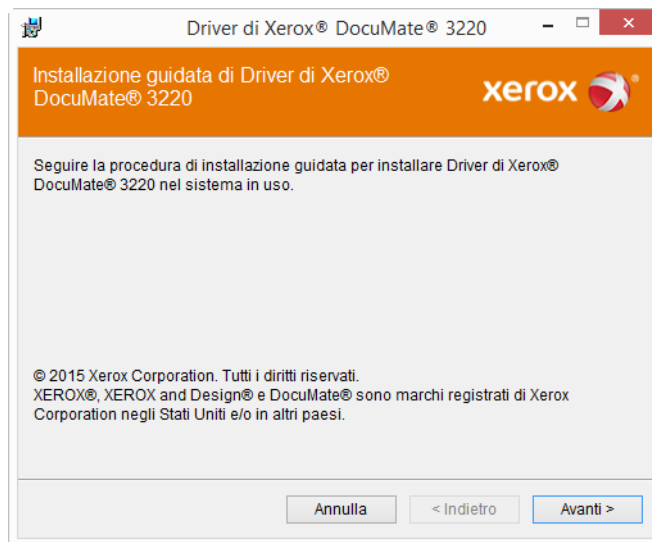 Driver di Xerox® DocuMate® 3220
Installazione guidata di Driver di Xerox®
DocuMate® 3220
xerox ®
Seguire la procedura di installazione guidata per installare Driver di Xerox®
DocuMate® 3220 nel sistema in uso.
© 2015 Xerox Corporation. Tutti i diritti riservati.
XEROX®, XEROX and Design® e DocuMate® sono marchi registrati di Xerox
Corporation negli Stati Uniti e/o in altri paesi.
Annulla
< Indietro
Avanti >